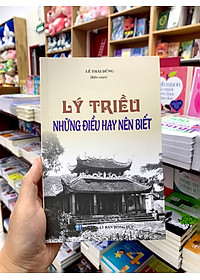 LÊ THÁI DŨNG
(Biên soạn)
LÝ TRIỀU
NHỮNG ĐIỀU HAY NÊN BIẾT